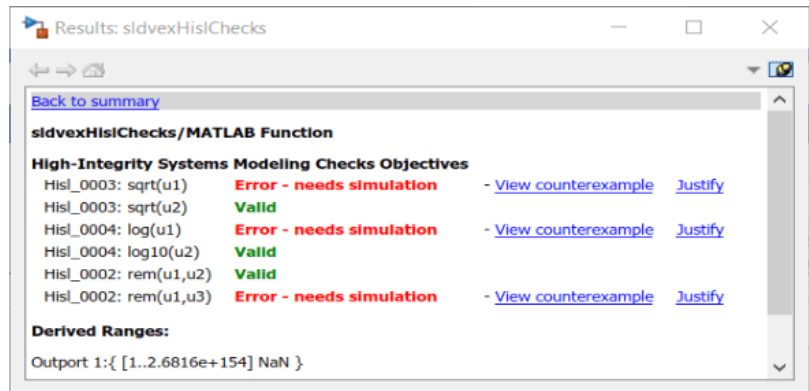 Results: sldvexHislChecks
Back to summary
sldvexHislChecks/MATLAB Function
High-Integrity Systems Modeling Checks Objectives
Hisl_0003: sqrt(u1) Error - needs simulation - View counterexample Justify
Hisl_0003: sqrt(u2) Valid
Hisl_0004: log(u1) Error - needs simulation - View counterexample Justify
Hisl_0004: log10(u2) Valid
Hisl_0002: rem(u1,u2) Valid
Hisl_0002: rem(u1,u3) Error - needs simulation - View counterexample Justify
Derived Ranges:
Outport 1:{ [1..2.6816e+154] NaN }